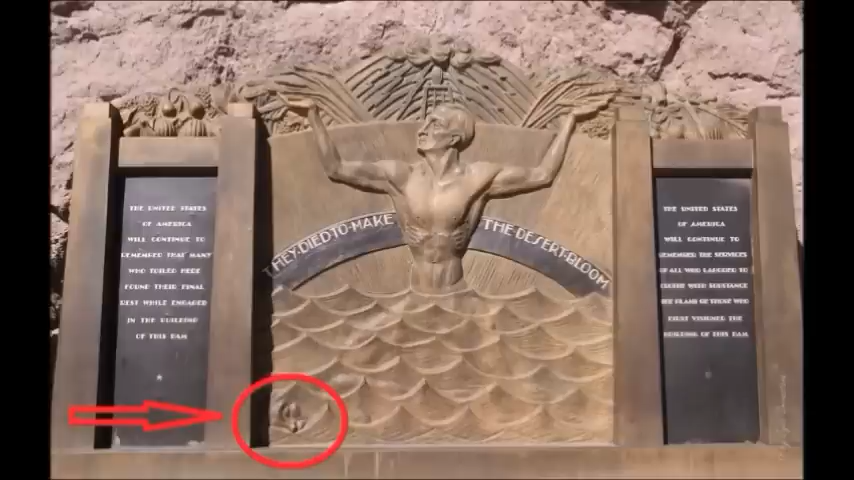 THE UNITED STATES
OF AMERICA
WILL CONTINUE TO
REMEMBER THAT MANY
WHO TOILED HERE
FOUND THEIR FINAL
REST WHILE ENGAGED
IN THE BUILDING
OF THIS DAM
THEY·DIED·TO·MAKE THE·DESERT·BLOOM
THE UNITED STATES
OF AMERICA
WILL CONTINUE TO
REMEMBER THE SERVICES
OF ALL WHO LABORED TO
CLOTHE WITH SUBSTANCE
THE PLANS OF THOSE WHO
FIRST VISIONED THE
BUILDING OF THIS DAM